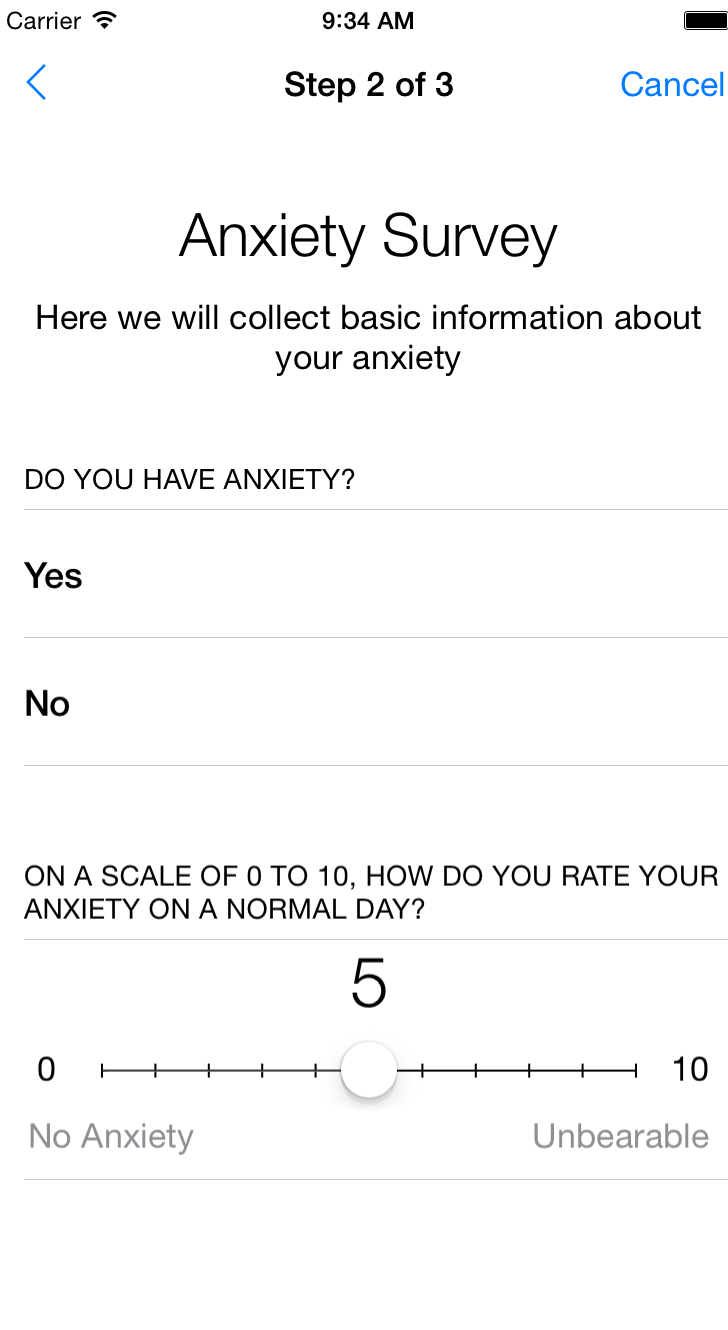 Carrier 9:34 AM
Step 2 of 3 Cancel
Anxiety Survey
Here we will collect basic information about
your anxiety
DO YOU HAVE ANXIETY?
Yes
No
ON A SCALE OF 0 TO 10, HOW DO YOU RATE YOUR
ANXIETY ON A NORMAL DAY?
5
0 10
No Anxiety Unbearable